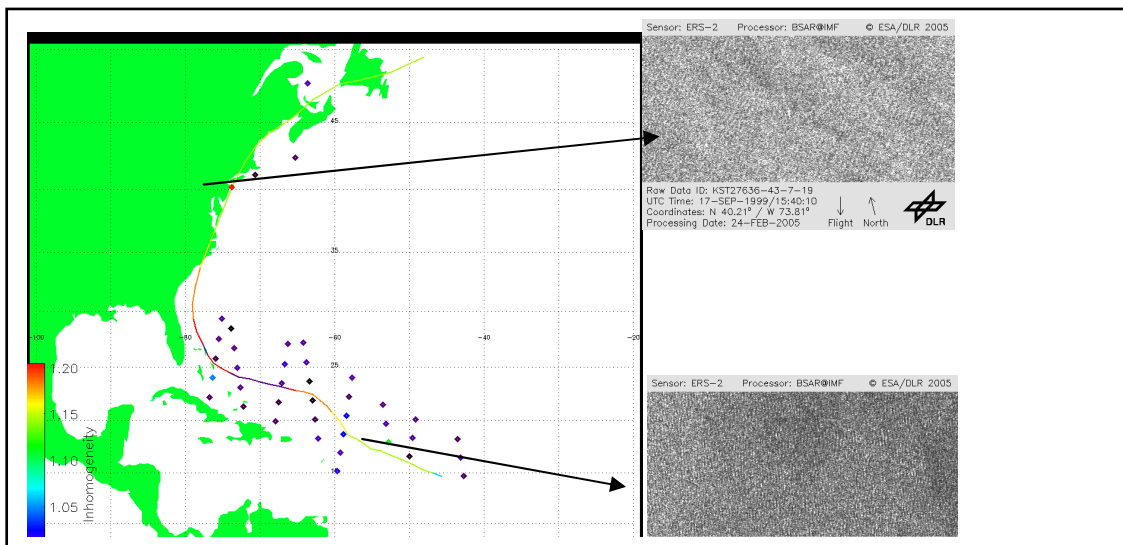 Sensor: ERS-2 Processor: BSAR@IMF © ESA/DLR 2005
45
Raw Data ID: KST27636-43-7-19
UTC Time: 17-SEP-1999/15:40:10
Coordinates: N 40.21° / W 73.81°
Processing Date: 24-FEB-2005
Flight North
DLR
35
-100 -80 -60 -40 -20
25
1.20
1.15
1.10
1.05
Inhomogeneity
Sensor: ERS-2 Processor: BSAR@IMF © ESA/DLR 2005